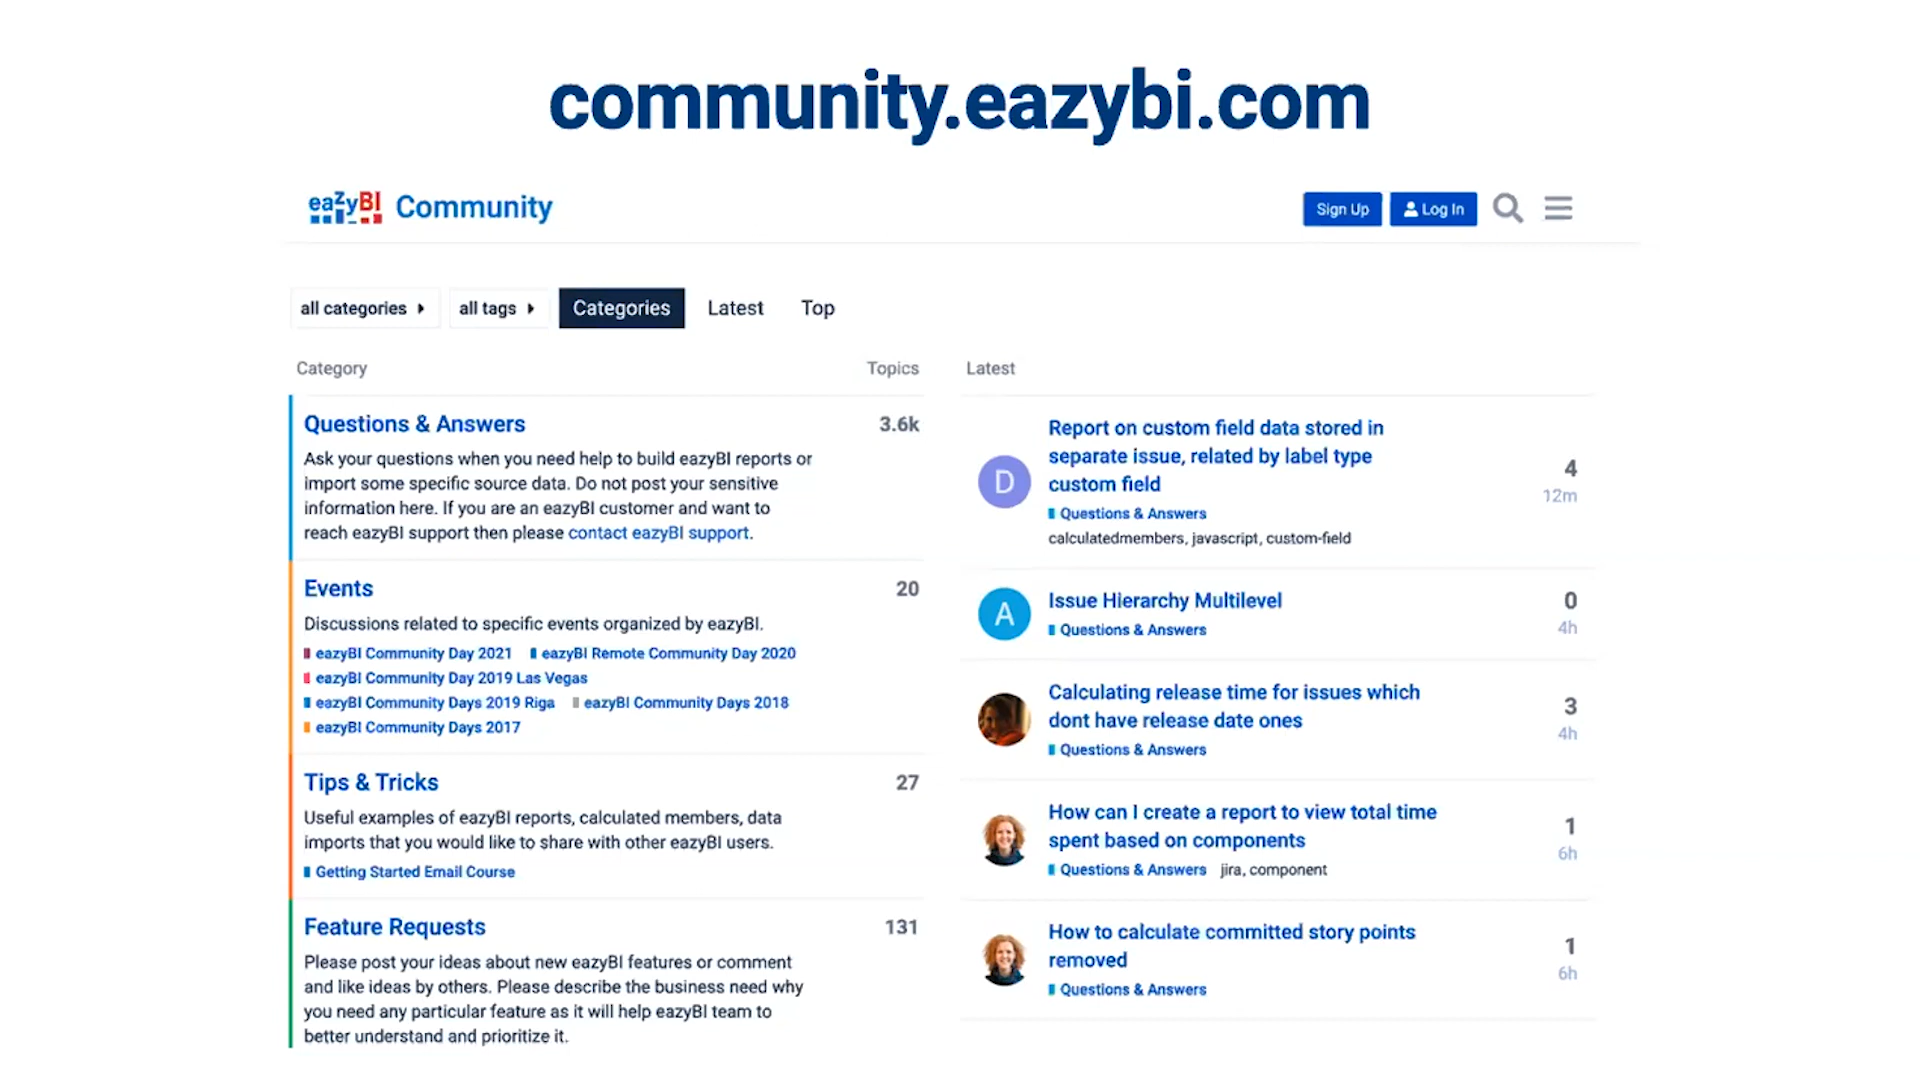 community.eazybi.com
eaZyBI Community
Sign Up
Log In
all categories
all tags
Categories
Latest
Top
Category
Topics
Questions & Answers
3.6k
Ask your questions when you need help to build eazyBI reports or
import some specific source data. Do not post your sensitive
information here. If you are an eazyBI customer and want to
reach eazyBI support then please contact eazyBI support.
Events
20
Discussions related to specific events organized by eazyBI.
eazyBI Community Day 2021 eazyBI Remote Community Day 2020
eazyBI Community Day 2019 Las Vegas
eazyBI Community Days 2019 Riga eazyBI Community Days 2018
eazyBI Community Days 2017
Tips & Tricks
27
Useful examples of eazyBI reports, calculated members, data
imports that you would like to share with other eazyBI users.
Getting Started Email Course
Feature Requests
131
Please post your ideas about new eazyBI features or comment
and like ideas by others. Please describe the business need why
you need any particular feature as it will help eazyBI team to
better understand and prioritize it.
Latest
D
Report on custom field data stored in
separate issue, related by label type
custom field
Questions & Answers
calculatedmembers, javascript, custom-field
4
12m
A
Issue Hierarchy Multilevel
Questions & Answers
0
4h
Calculating release time for issues which
dont have release date ones
Questions & Answers
3
4h
How can I create a report to view total time
spent based on components
Questions & Answers jira, component
1
6h
How to calculate committed story points
removed
Questions & Answers
1
6h